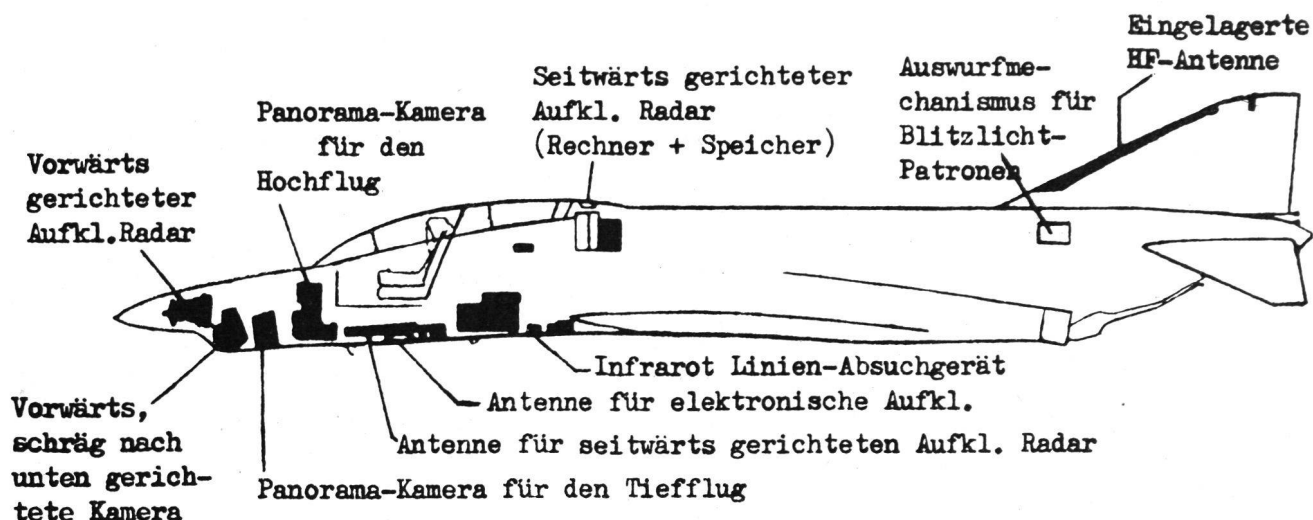 Eingelagerte
HF-Antenne
Auswurfme-
chanismus für
Blitzlicht-
Patronen
Seitwärts gerichteter
Aufkl. Radar
(Rechner + Speicher)
Panorama-Kamera
für den
Hochflug
Vorwärts
gerichteter
Aufkl.Radar
Infrarot Linien-Absuchgerät
Antenne für elektronische Aufkl.
Antenne für seitwärts gerichteten Aufkl. Radar
Panorama-Kamera für den Tiefflug
Vorwärts,
schräg nach
unten gerich-
tete Kamera